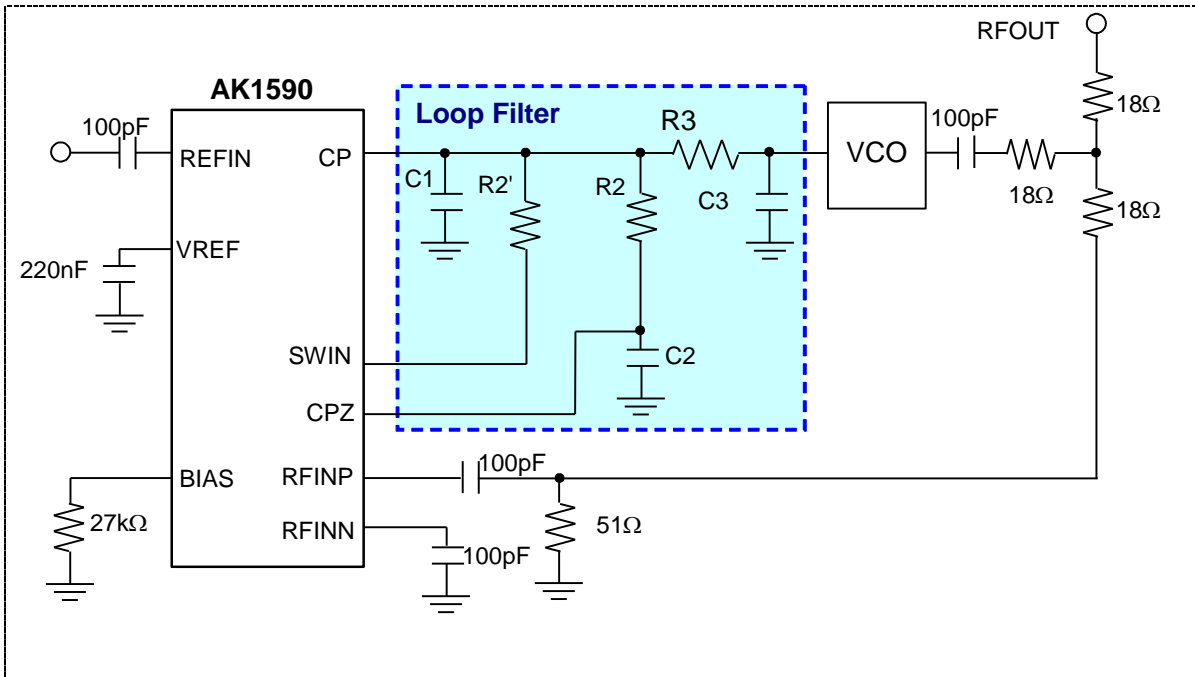 RFOUT
AK1590
18Ω
Loop Filter
100pF
R3
100pF
REFIN
CP
VCO
C1
R2'
R2
C3
18Ω
18Ω
VREF
220nF
SWIN
C2
CPZ
100pF
BIAS
RFINP
27kΩ
51Ω
RFINN
100pF